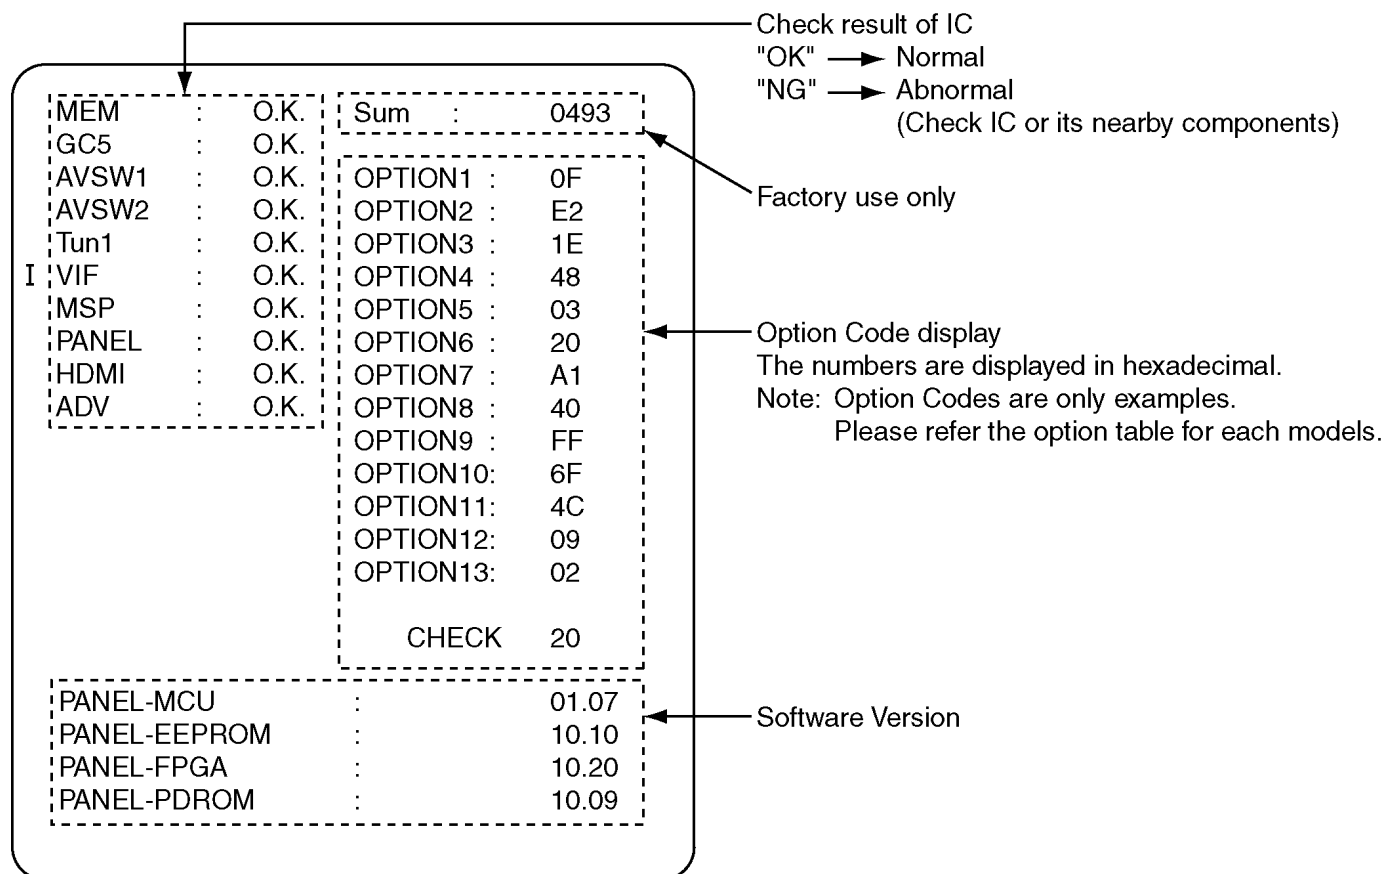 Check result of IC
"OK" → Normal
"NG" → Abnormal
(Check IC or its nearby components)
MEM : O.K.
GC5 : O.K.
AVSW1 : O.K.
AVSW2 : O.K.
Tun1 : O.K.
I VIF : O.K.
MSP : O.K.
PANEL : O.K.
HDMI : O.K.
ADV : O.K.
Sum : 0493
Factory use only
OPTION1 : 0F
OPTION2 : E2
OPTION3 : 1E
OPTION4 : 48
OPTION5 : 03
OPTION6 : 20
OPTION7 : A1
OPTION8 : 40
OPTION9 : FF
OPTION10: 6F
OPTION11: 4C
OPTION12: 09
OPTION13: 02
CHECK 20
Option Code display
The numbers are displayed in hexadecimal.
Note: Option Codes are only examples.
Please refer the option table for each models.
PANEL-MCU : 01.07
PANEL-EEPROM : 10.10
PANEL-FPGA : 10.20
PANEL-PDROM : 10.09
Software Version